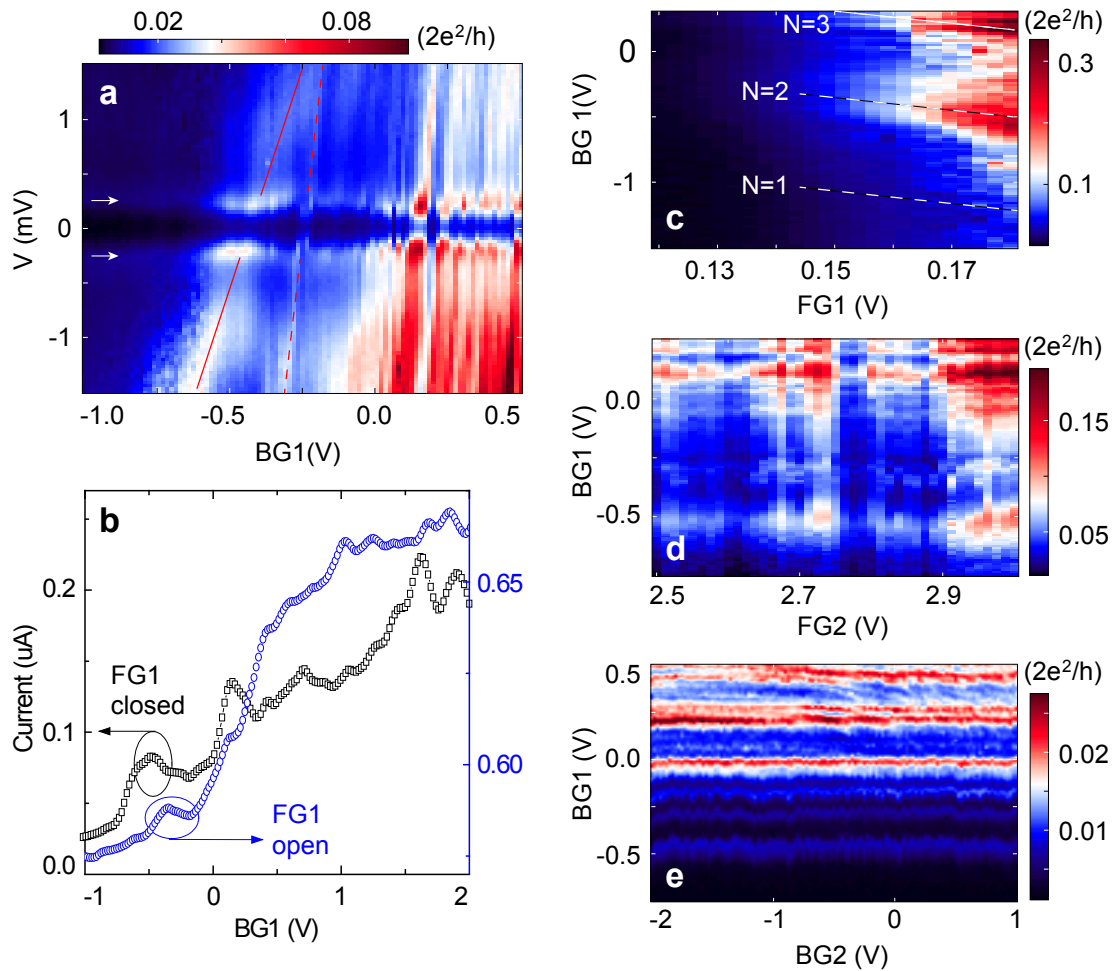 0.02 0.08 (2e²/h)
a
1
0
-1
V (mV)
-1.0 -0.5 0.0 0.5
BG1(V)
b
0.2
0.1
0.0
Current (uA)
FG1
closed
FG1
open
0.65
0.60
-1 0 1 2
BG1 (V)
N=3
N=2
N=1
c
0
-1
BG 1(V)
0.13 0.15 0.17
FG1 (V)
(2e²/h)
0.3
0.1
d
0.0
-0.5
BG1 (V)
2.5 2.7 2.9
FG2 (V)
(2e²/h)
0.15
0.05
e
0.5
0.0
-0.5
BG1 (V)
-2 -1 0 1
BG2 (V)
(2e²/h)
0.02
0.01